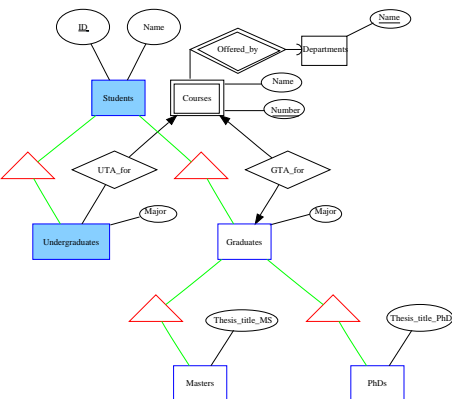 Name
ID
Name
Offered_by
Departments
Name
Students
Courses
Number
UTA_for
GTA_for
Major
Major
Undergraduates
Graduates
Thesis_title_MS
Thesis_title_PhD
Masters
PhDs